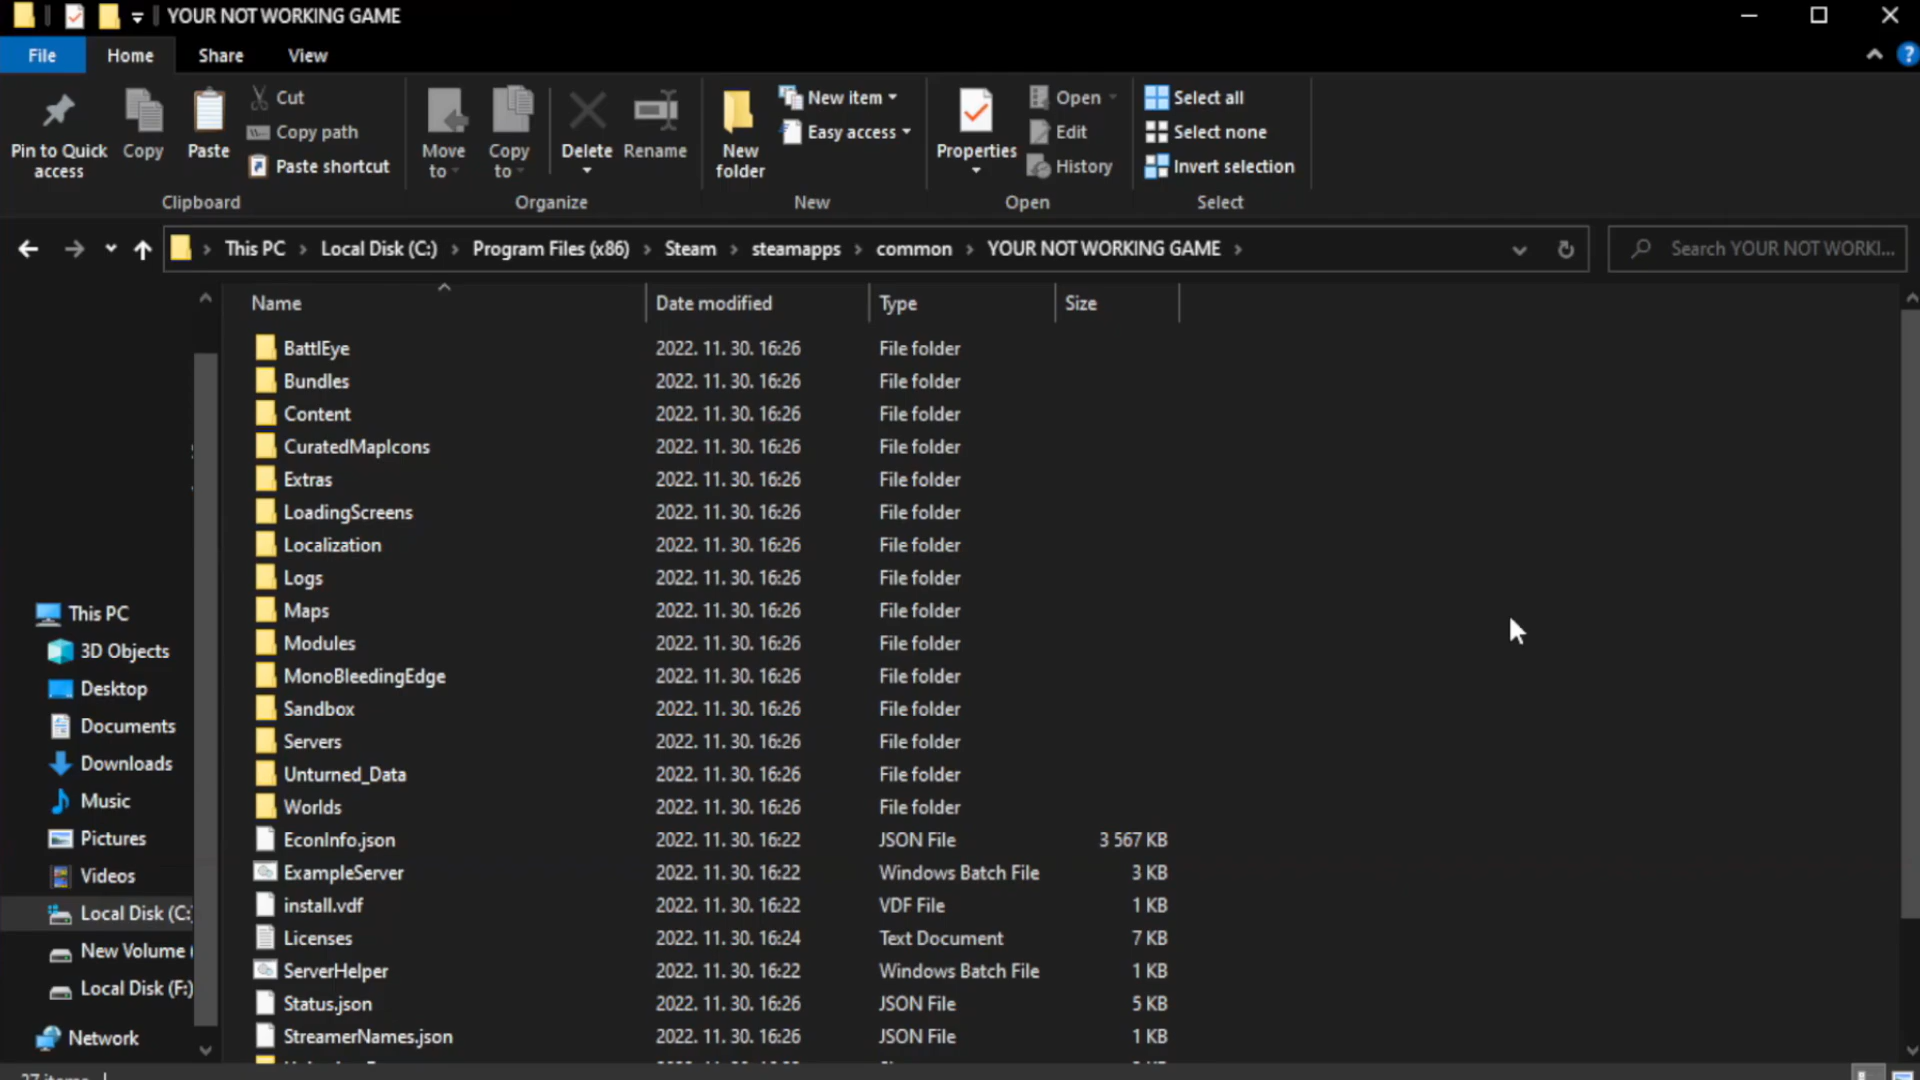 YOUR NOT WORKING GAME
File Home Share View
Pin to Quick access
Copy
Paste
Cut
Copy path
Paste shortcut
Clipboard
Move to
Copy to
Delete
Rename
Organize
New folder
New item
Easy access
New
Properties
Open
Edit
History
Open
Select all
Select none
Invert selection
Select
This PC Local Disk (C:) Program Files (x86) Steam steamapps common YOUR NOT WORKING GAME
Search YOUR NOT WORKI...
Name Date modified Type Size
BattlEye 2022. 11. 30. 16:26 File folder
Bundles 2022. 11. 30. 16:26 File folder
Content 2022. 11. 30. 16:26 File folder
CuratedMapIcons 2022. 11. 30. 16:26 File folder
Extras 2022. 11. 30. 16:26 File folder
LoadingScreens 2022. 11. 30. 16:26 File folder
Localization 2022. 11. 30. 16:26 File folder
Logs 2022. 11. 30. 16:26 File folder
Maps 2022. 11. 30. 16:26 File folder
Modules 2022. 11. 30. 16:26 File folder
MonoBleedingEdge 2022. 11. 30. 16:26 File folder
Sandbox 2022. 11. 30. 16:26 File folder
Servers 2022. 11. 30. 16:26 File folder
Unturned_Data 2022. 11. 30. 16:26 File folder
Worlds 2022. 11. 30. 16:26 File folder
EconInfo.json 2022. 11. 30. 16:22 JSON File 3 567 KB
ExampleServer 2022. 11. 30. 16:22 Windows Batch File 3 KB
install.vdf 2022. 11. 30. 16:22 VDF File 1 KB
Licenses 2022. 11. 30. 16:24 Text Document 7 KB
ServerHelper 2022. 11. 30. 16:22 Windows Batch File 1 KB
Status.json 2022. 11. 30. 16:26 JSON File 5 KB
StreamerNames.json 2022. 11. 30. 16:26 JSON File 1 KB
This PC
3D Objects
Desktop
Documents
Downloads
Music
Pictures
Videos
Local Disk (C:)
New Volume (
Local Disk (F:)
Network